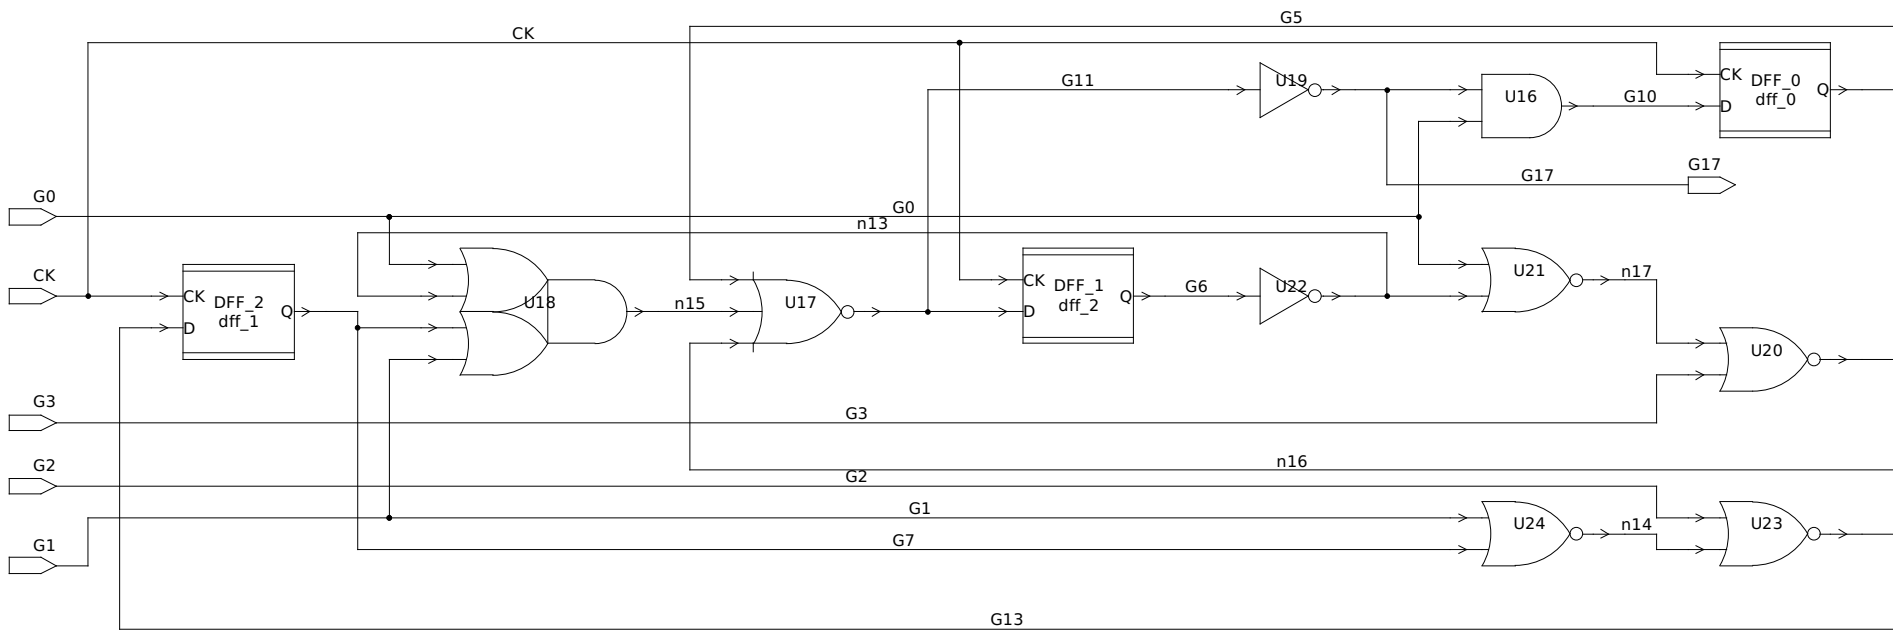 G5
CK
G11
U19
U16
G10
CK
D
DFF_0
dff_0
Q
G17
G17
G0
G0
n13
CK
CK
D
DFF_2
dff_1
Q
U18
n15
U17
CK
D
DFF_1
dff_2
Q
G6
U22
U21
n17
U20
G3
G3
n16
G2
G2
G1
G1
G7
U24
n14
U23
G13